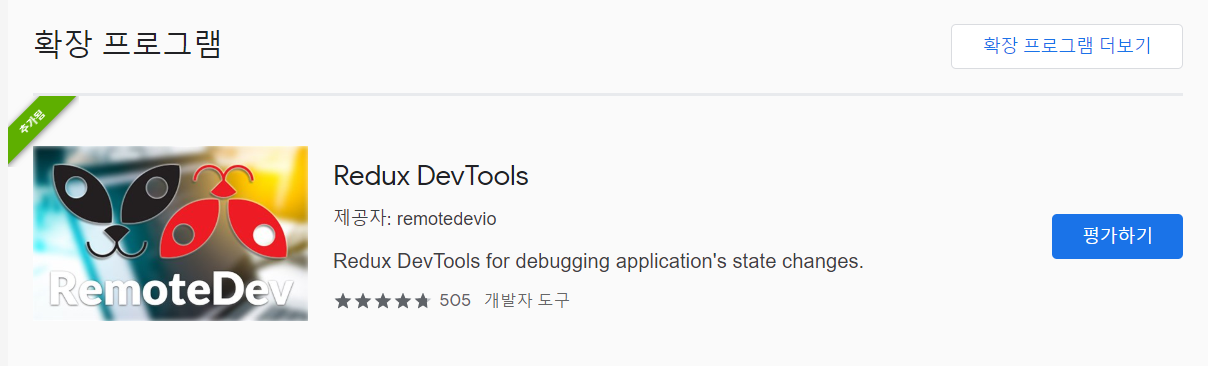 확장 프로그램
확장 프로그램 더보기
추가됨
RemoteDev
Redux DevTools
제공자: remotedevio
Redux DevTools for debugging application's state changes.
505 개발자 도구
평가하기